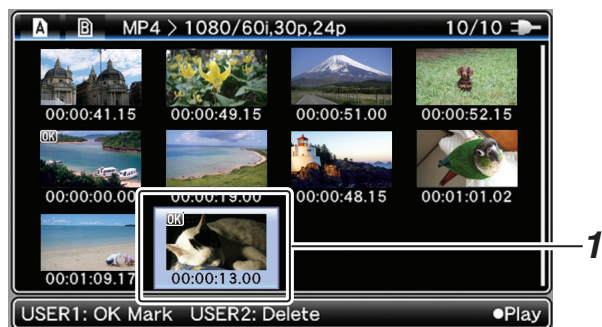 A B MP4 > 1080/60i,30p,24p 10/10
00:00:41.15 00:00:49.15 00:00:51.00 00:00:52.15
OK
00:00:00.00 00:00:19.00 00:00:48.15 00:01:01.02
OK
00:01:09.17 00:00:13.00
1
USER1: OK Mark USER2: Delete ●Play